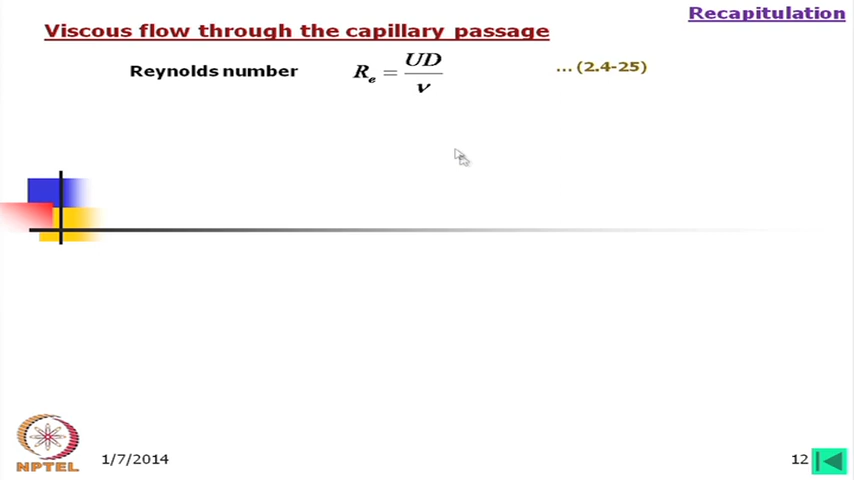 Recapitulation
Viscous flow through the capillary passage
Reynolds number R_e = UD / ν ... (2.4-25)
NPTEL
1/7/2014
12